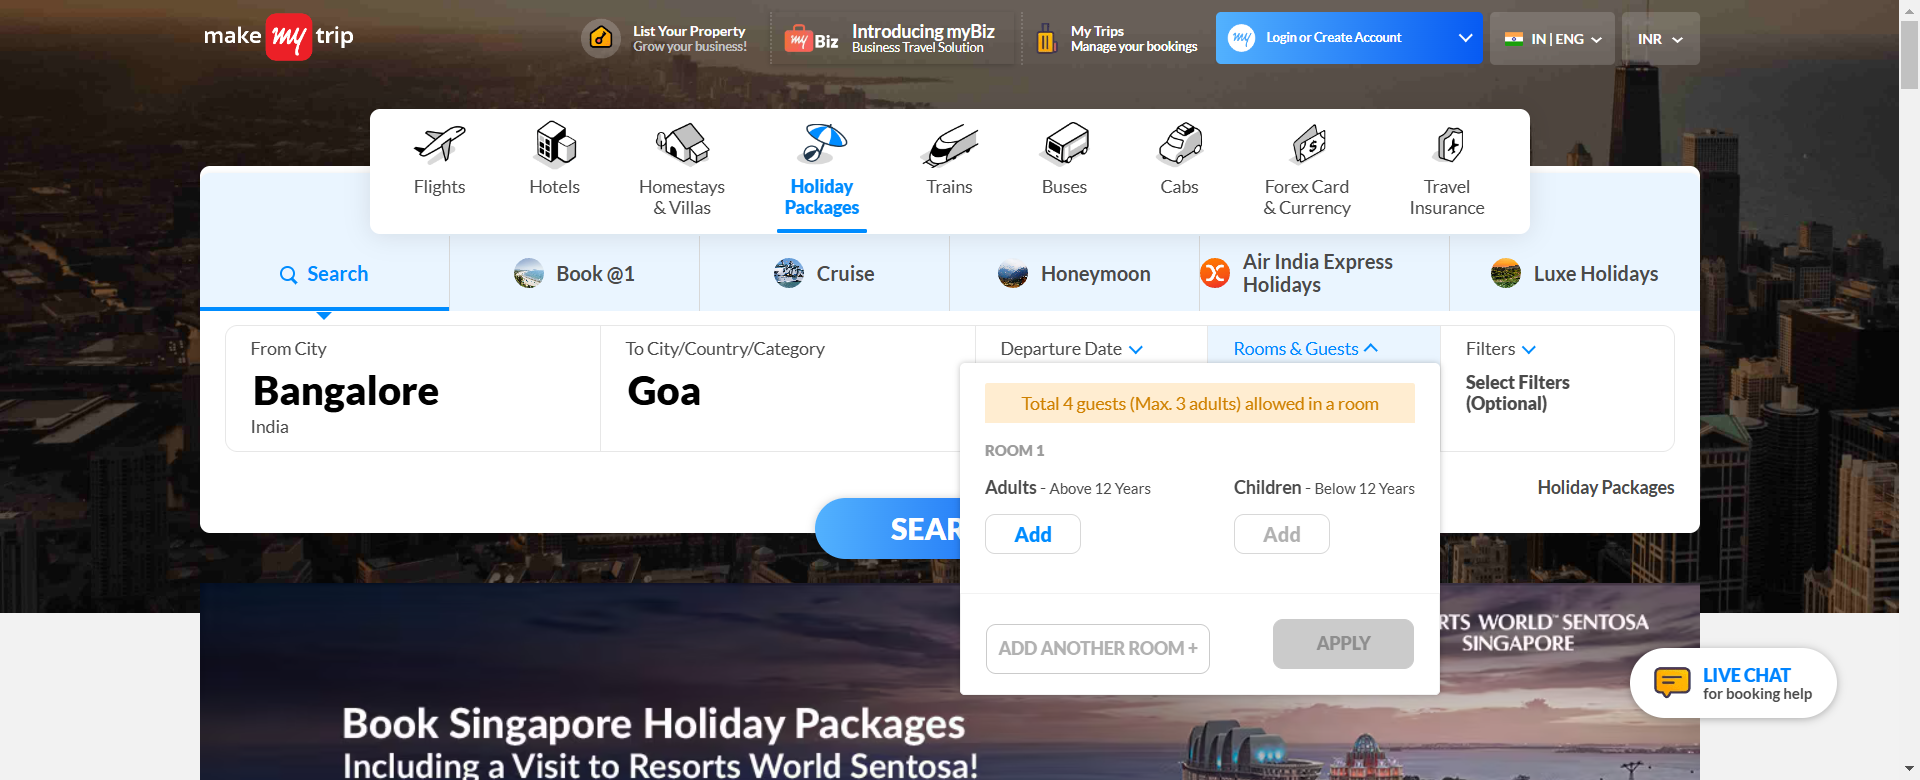 make my trip
List Your Property
Grow your business!
my Biz
Introducing myBiz
Business Travel Solution
My Trips
Manage your bookings
my
Login or Create Account
IN | ENG
INR
Flights
Hotels
Homestays
& Villas
Holiday
Packages
Trains
Buses
Cabs
Forex Card
& Currency
Travel
Insurance
Search
Book @1
Cruise
Honeymoon
Air India Express
Holidays
Luxe Holidays
From City
Bangalore
India
To City/Country/Category
Goa
Departure Date
Rooms & Guests
Filters
Select Filters
(Optional)
Total 4 guests (Max. 3 adults) allowed in a room
ROOM 1
Adults - Above 12 Years
Children - Below 12 Years
Add
Add
Holiday Packages
SEAR
ADD ANOTHER ROOM +
APPLY
RTS WORLD™ SENTOSA
SINGAPORE
LIVE CHAT
for booking help
Book Singapore Holiday Packages
Including a Visit to Resorts World Sentosa!